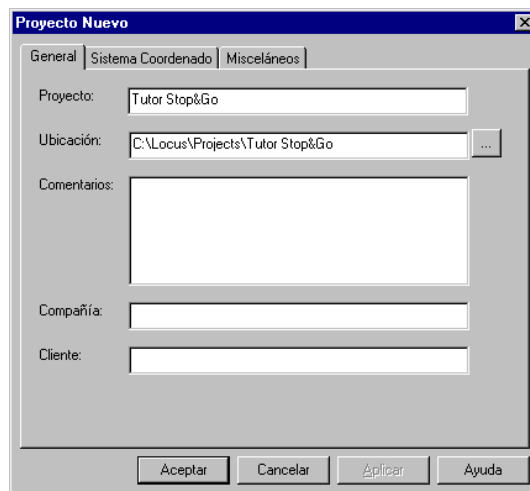 Proyecto Nuevo
General Sistema Coordenado Misceláneos
Proyecto: Tutor Stop&Go
Ubicación: C:\Locus\Projects\Tutor Stop&Go ...
Comentarios:
Compañía:
Cliente:
Aceptar Cancelar Aplicar Ayuda